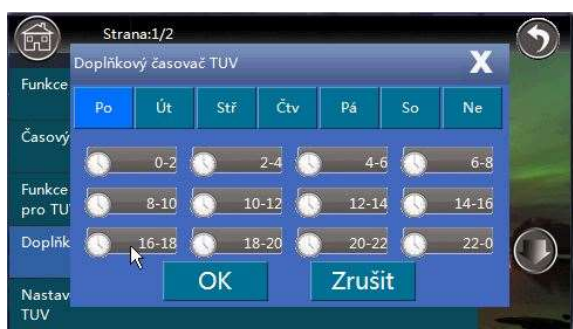 Strana:1/2
Doplňkový časovač TUV
X
Funkce
Po Út Stř Čtv Pá So Ne
Časový
0-2 2-4 4-6 6-8
Funkce
pro TU
8-10 10-12 12-14 14-16
Doplňk
16-18 18-20 20-22 22-0
OK Zrušit
Nastav
TUV